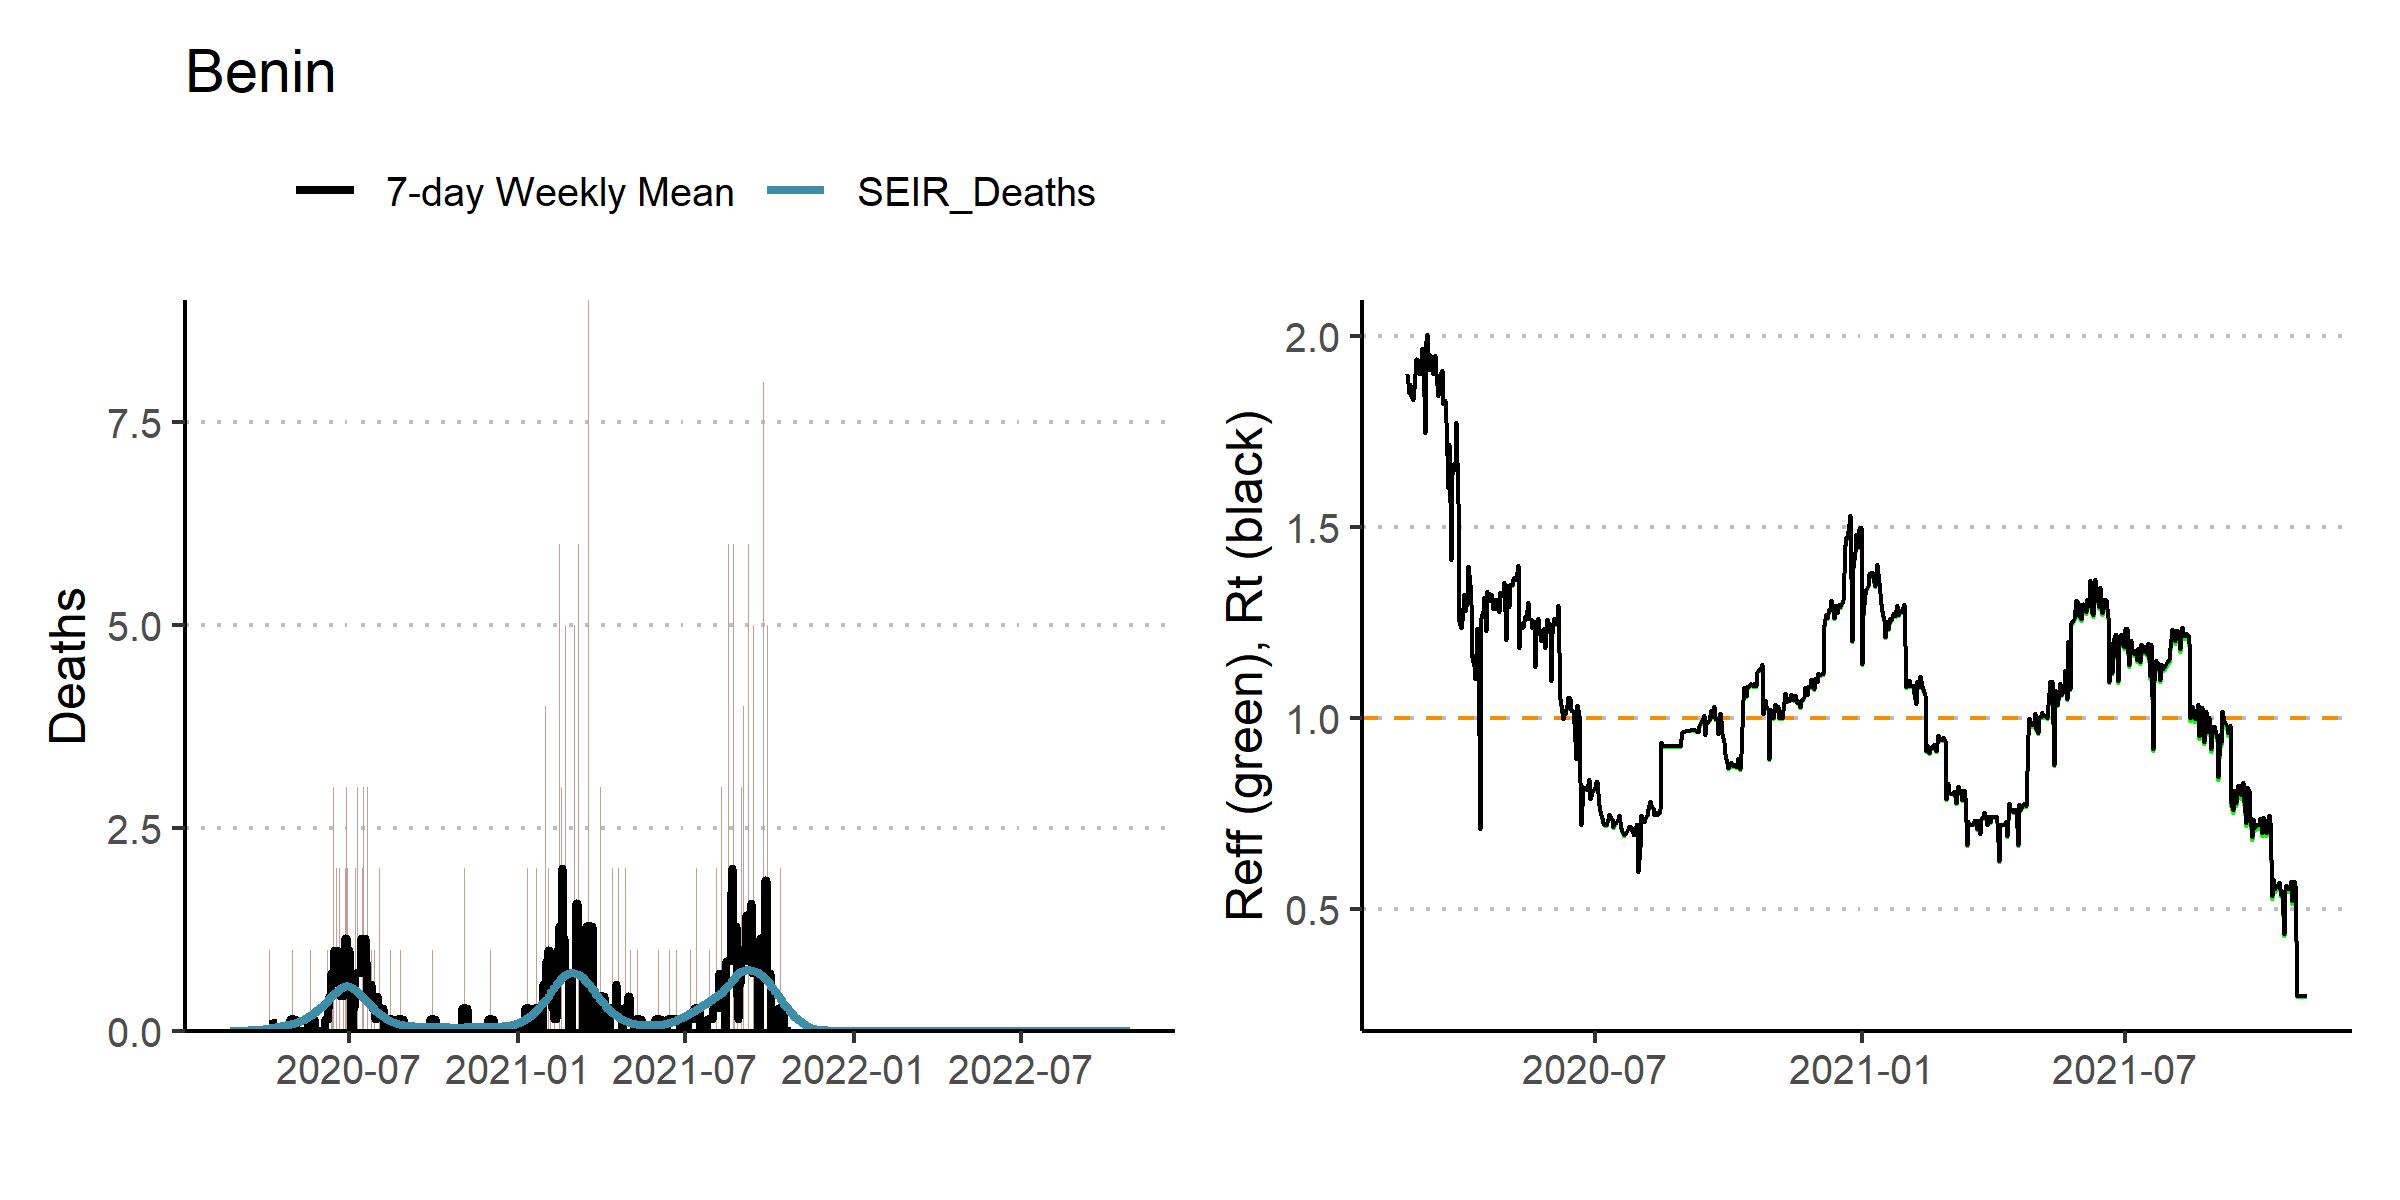 Benin
7-day Weekly Mean SEIR_Deaths
Deaths
7.5
5.0
2.5
0.0
2020-07 2021-01 2021-07 2022-01 2022-07
Reff (green), Rt (black)
2.0
1.5
1.0
0.5
2020-07 2021-01 2021-07